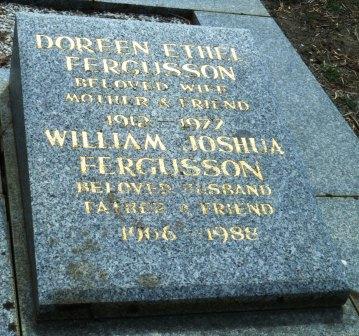 DOREEN ETHEL
FERGUSSON
BELOVED WIFE
MOTHER & FRIEND
1912 - 1977
WILLIAM JOSHUA
FERGUSSON
BELOVED HUSBAND
FATHER & FRIEND
1906 - 1988